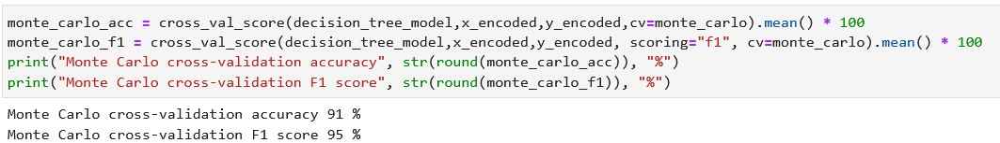 monte_carlo_acc = cross_val_score(decision_tree_model,x_encoded,y_encoded,cv=monte_carlo).mean() * 100
monte_carlo_f1 = cross_val_score(decision_tree_model,x_encoded,y_encoded, scoring="f1", cv=monte_carlo).mean() * 100
print("Monte Carlo cross-validation accuracy", str(round(monte_carlo_acc)), "%")
print("Monte Carlo cross-validation F1 score", str(round(monte_carlo_f1)), "%")
Monte Carlo cross-validation accuracy 91 %
Monte Carlo cross-validation F1 score 95 %